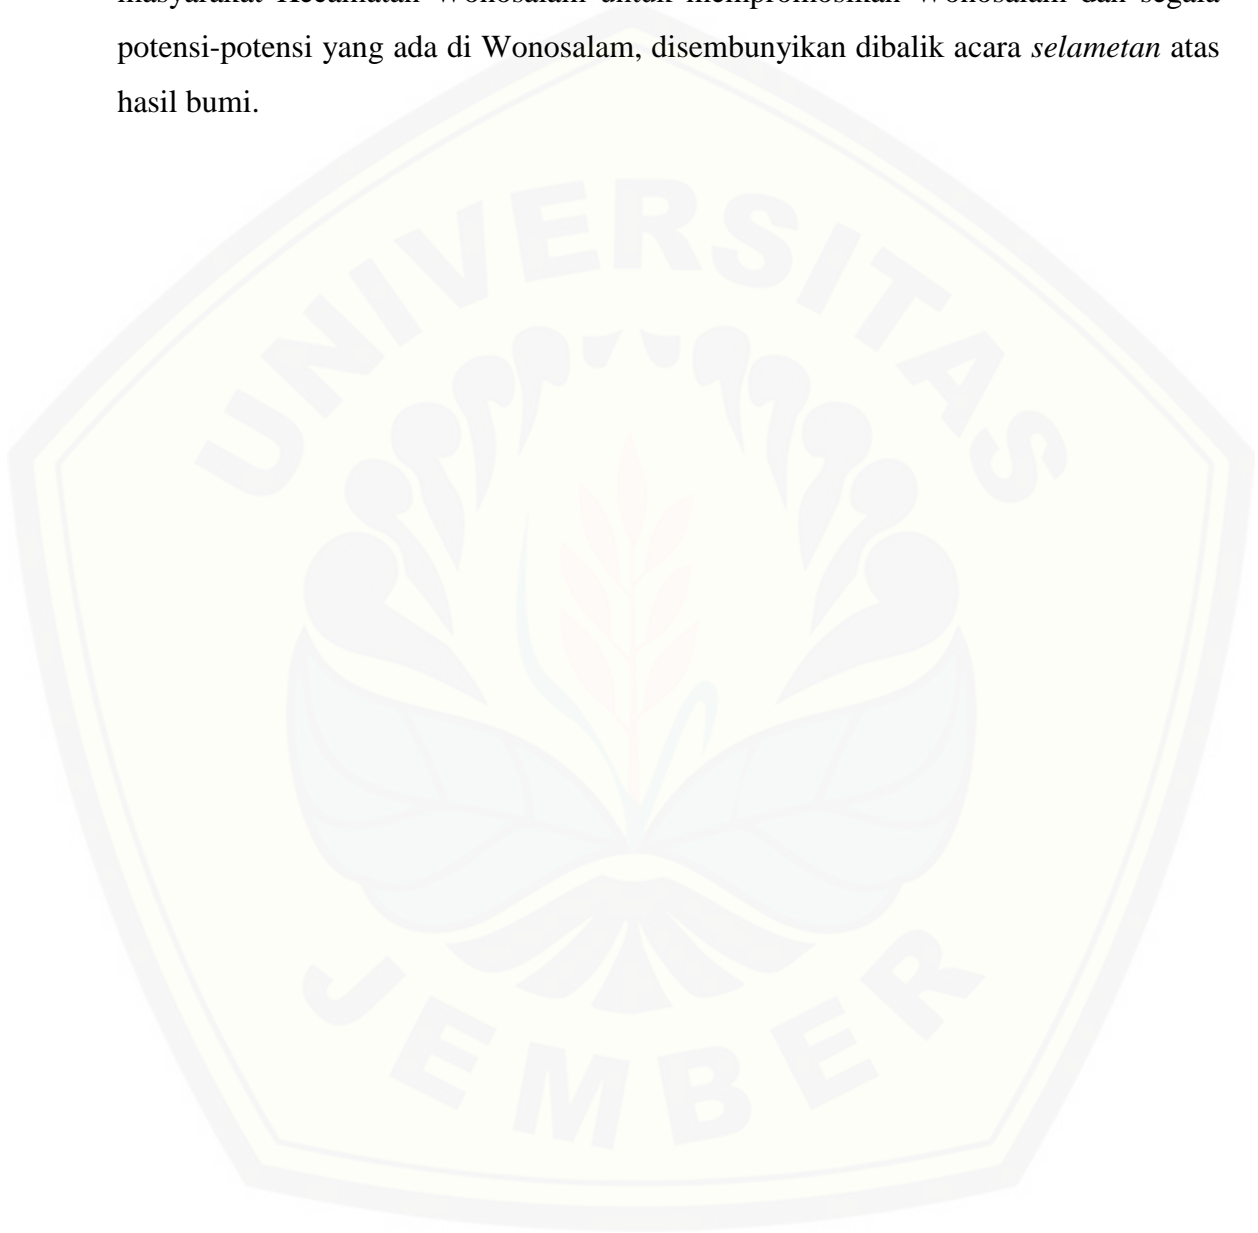 masyarakat Kecamatan Wonosalam untuk mempromosikan Wonosalam dan segala
potensi-potensi yang ada di Wonosalam, disembunyikan dibalik acara selametan atas
hasil bumi.
UNIVERSITAS
JEMBER